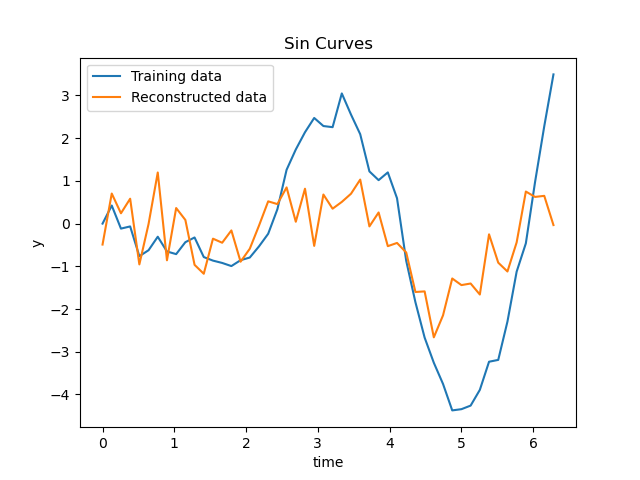 Sin Curves
Training data
Reconstructed data
3
2
1
0
−1
−2
−3
−4
y
0 1 2 3 4 5 6
time